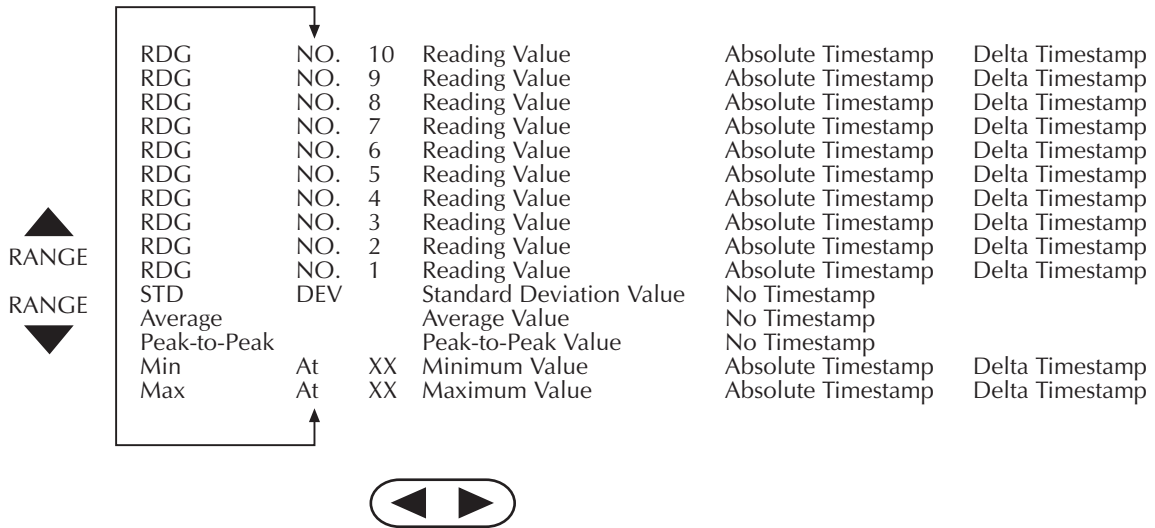 RDG NO. 10 Reading Value Absolute Timestamp Delta Timestamp
RDG NO. 9 Reading Value Absolute Timestamp Delta Timestamp
RDG NO. 8 Reading Value Absolute Timestamp Delta Timestamp
RDG NO. 7 Reading Value Absolute Timestamp Delta Timestamp
RDG NO. 6 Reading Value Absolute Timestamp Delta Timestamp
RDG NO. 5 Reading Value Absolute Timestamp Delta Timestamp
RDG NO. 4 Reading Value Absolute Timestamp Delta Timestamp
RDG NO. 3 Reading Value Absolute Timestamp Delta Timestamp
RDG NO. 2 Reading Value Absolute Timestamp Delta Timestamp
RDG NO. 1 Reading Value Absolute Timestamp Delta Timestamp
STD DEV Standard Deviation Value No Timestamp
Average Average Value No Timestamp
Peak-to-Peak Peak-to-Peak Value No Timestamp
Min At XX Minimum Value Absolute Timestamp Delta Timestamp
Max At XX Maximum Value Absolute Timestamp Delta Timestamp
RANGE
RANGE